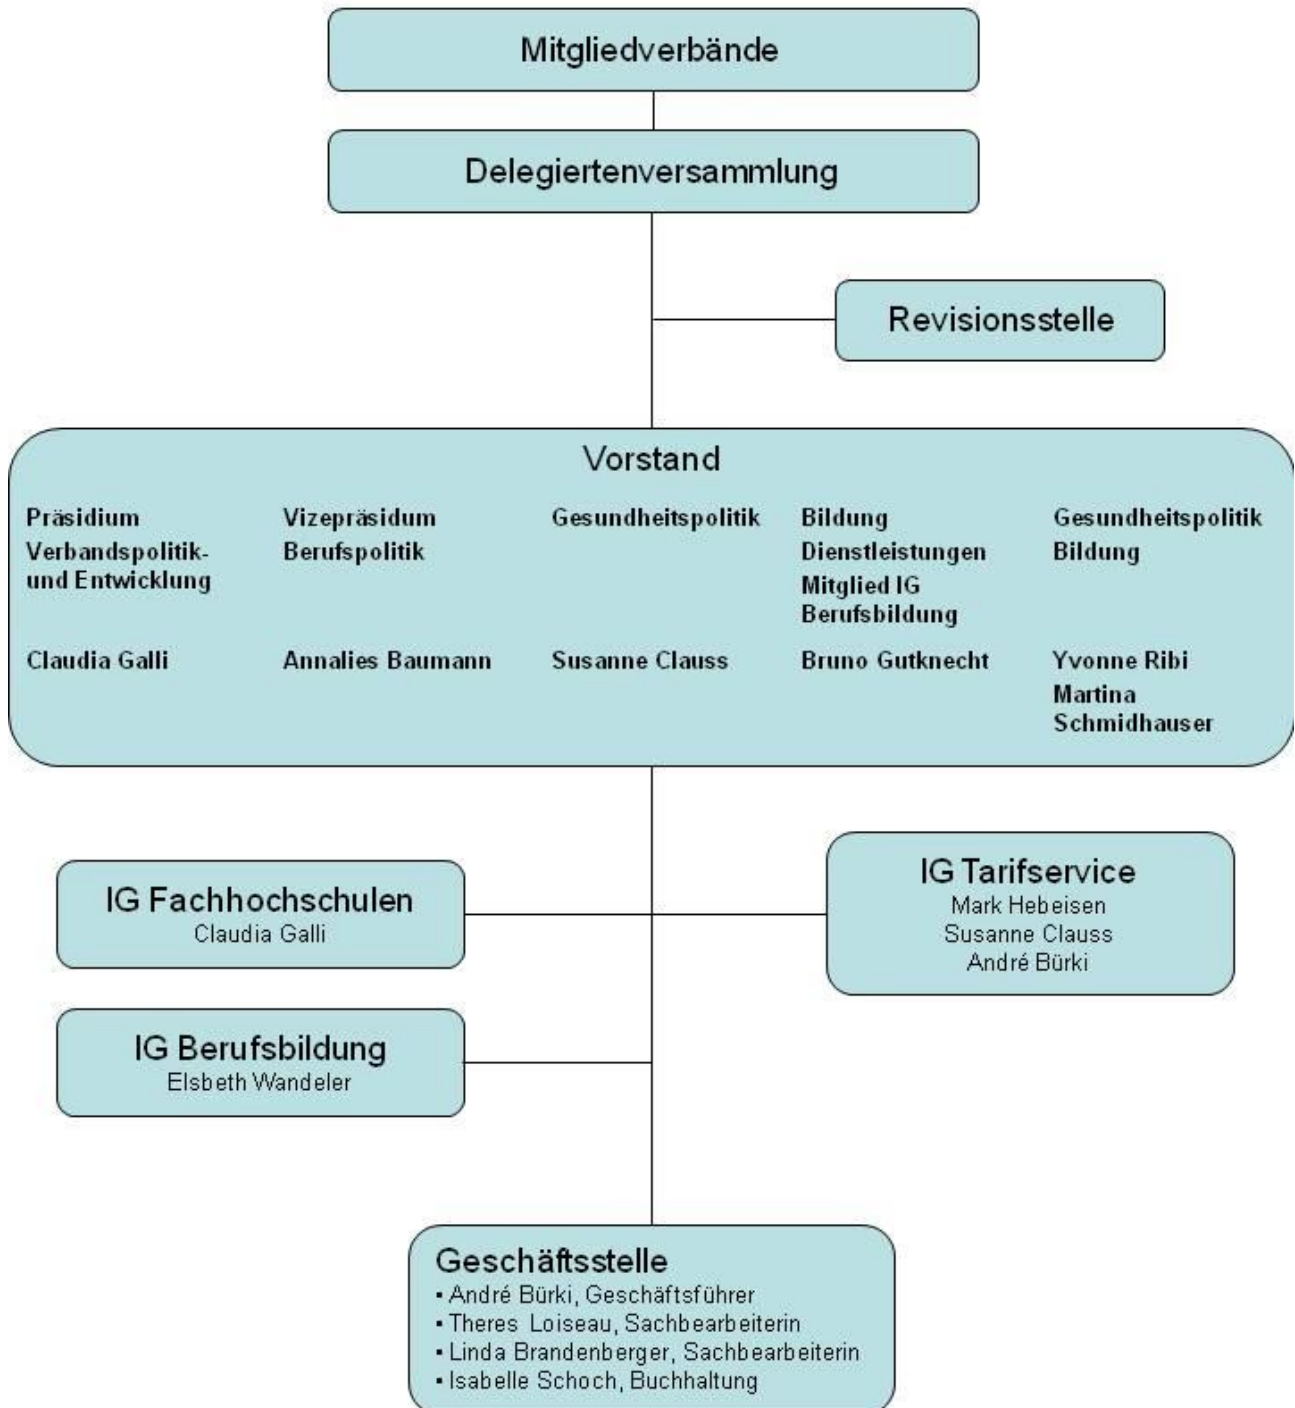 Mitgliedverbände
Delegiertenversammlung
Revisionsstelle
Vorstand
Präsidium
Verbandspolitik-
und Entwicklung
Claudia Galli
Vizepräsidum
Berufspolitik
Annalies Baumann
Gesundheitspolitik
Susanne Clauss
Bildung
Dienstleistungen
Mitglied IG
Berufsbildung
Bruno Gutknecht
Gesundheitspolitik
Bildung
Yvonne Ribi
Martina
Schmidhauser
IG Fachhochschulen
Claudia Galli
IG Tarifservice
Mark Hebeisen
Susanne Clauss
André Bürki
IG Berufsbildung
Elsbeth Wandeler
Geschäftsstelle
▪ André Bürki, Geschäftsführer
▪ Theres Loiseau, Sachbearbeiterin
▪ Linda Brandenberger, Sachbearbeiterin
▪ Isabelle Schoch, Buchhaltung